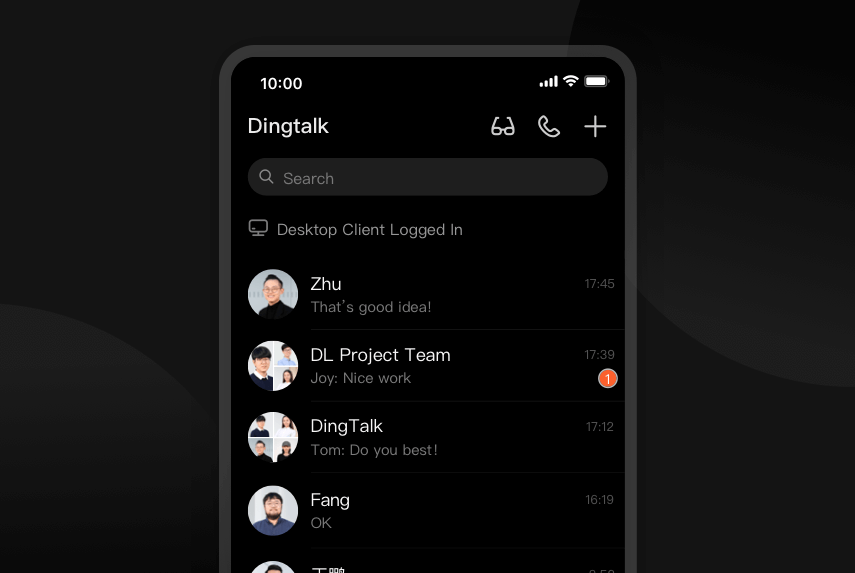 10:00
Dingtalk
Search
Desktop Client Logged In
Zhu
17:45
That's good idea!
DL Project Team
17:39
Joy: Nice work
1
DingTalk
17:12
Tom: Do you best!
Fang
16:19
OK